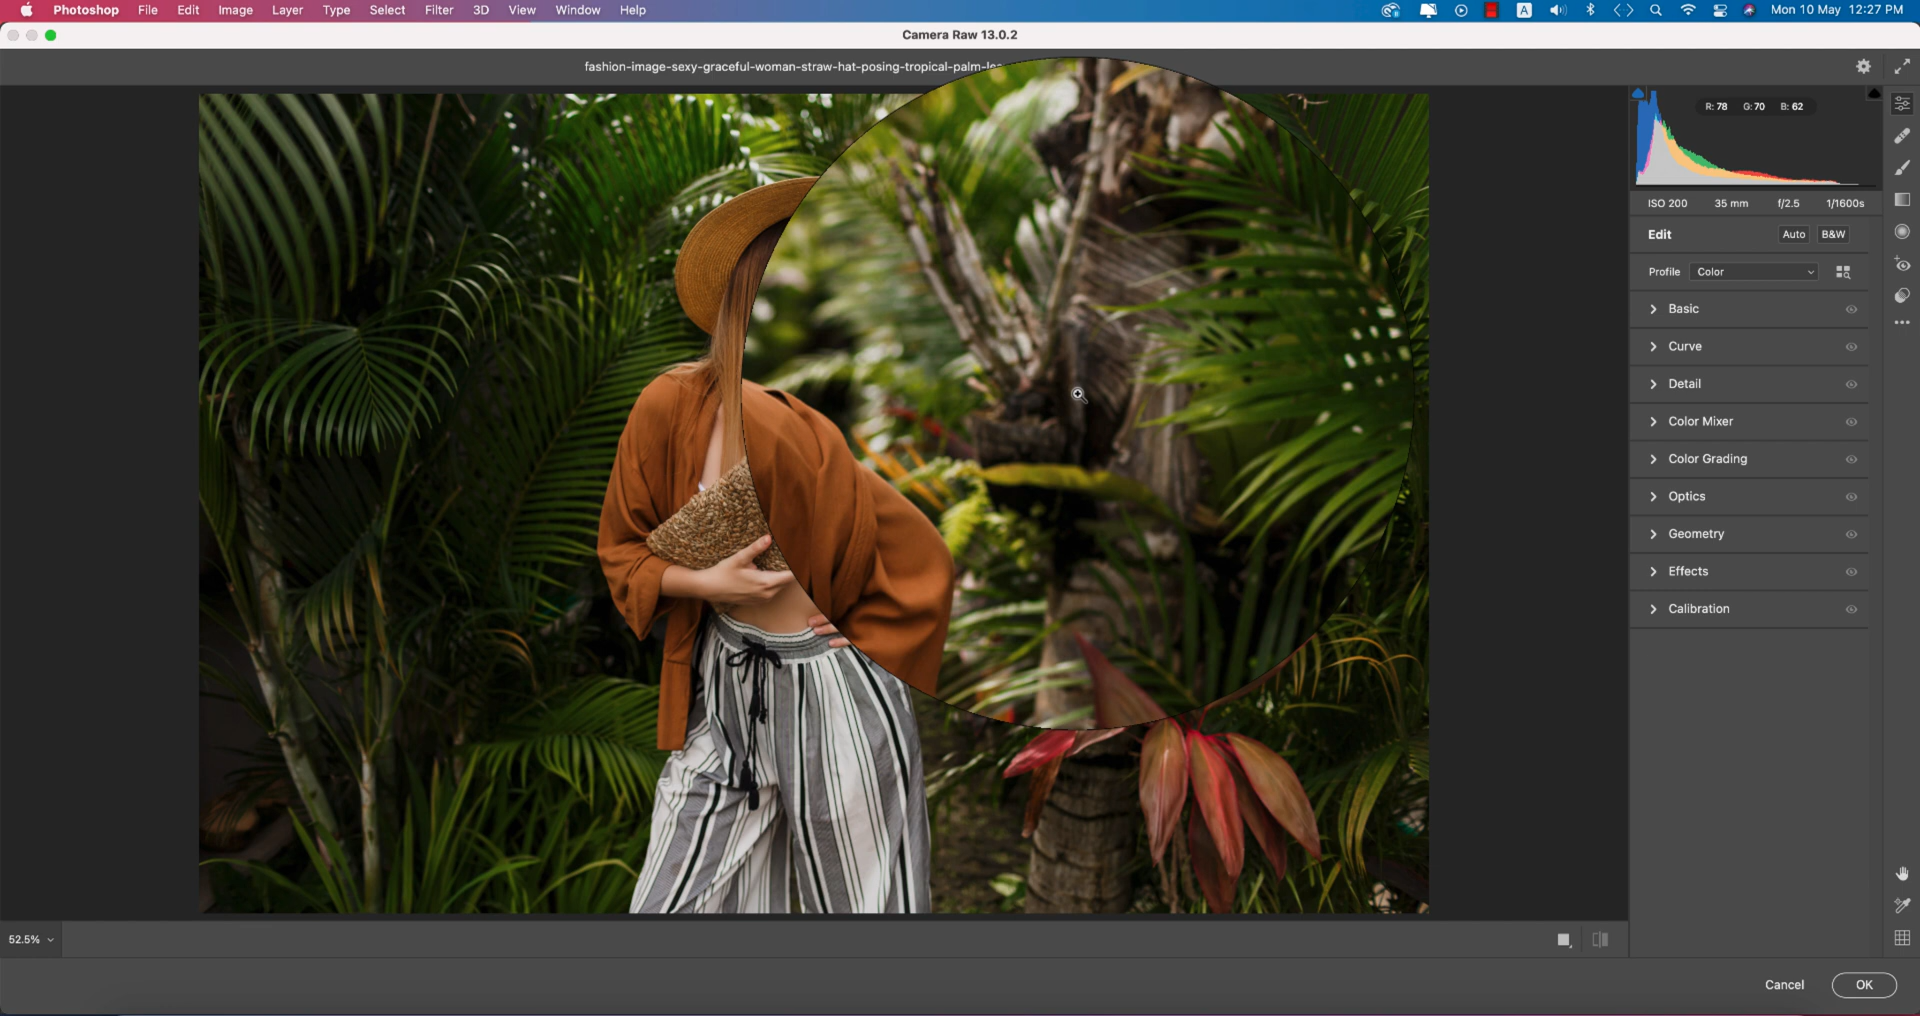 Photoshop File Edit Image Layer Type Select Filter 3D View Window Help A Mon 10 May 12:27 PM
Camera Raw 13.0.2
fashion-image-sexy-graceful-woman-straw-hat-posing-tropical-palm-
R: 78 G: 70 B: 62
ISO 200 35 mm f/2.5 1/1600s
Edit Auto B&W
Profile Color
Basic
Curve
Detail
Color Mixer
Color Grading
Optics
Geometry
Effects
Calibration
52.5%
Cancel OK